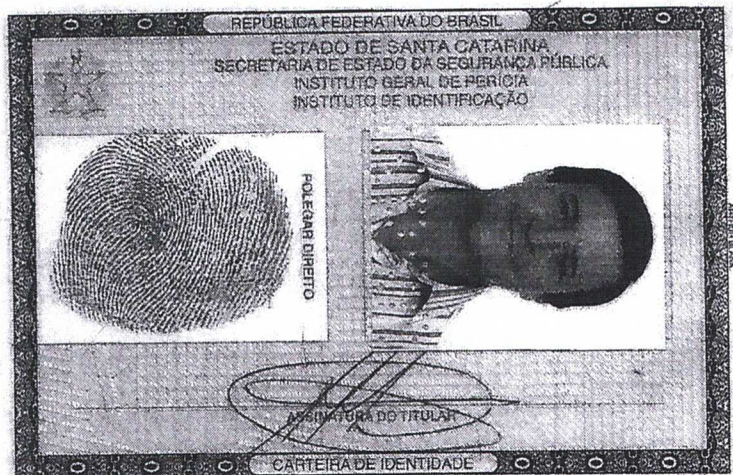 REPÚBLICA FEDERATIVA DO BRASIL
ESTADO DE SANTA CATARINA
SECRETARIA DE ESTADO DA SEGURANÇA PÚBLICA
INSTITUTO GERAL DE PERÍCIA
INSTITUTO DE IDENTIFICAÇÃO
POLEGAR DIREITO
ASSINATURA DO TITULAR
CARTEIRA DE IDENTIDADE